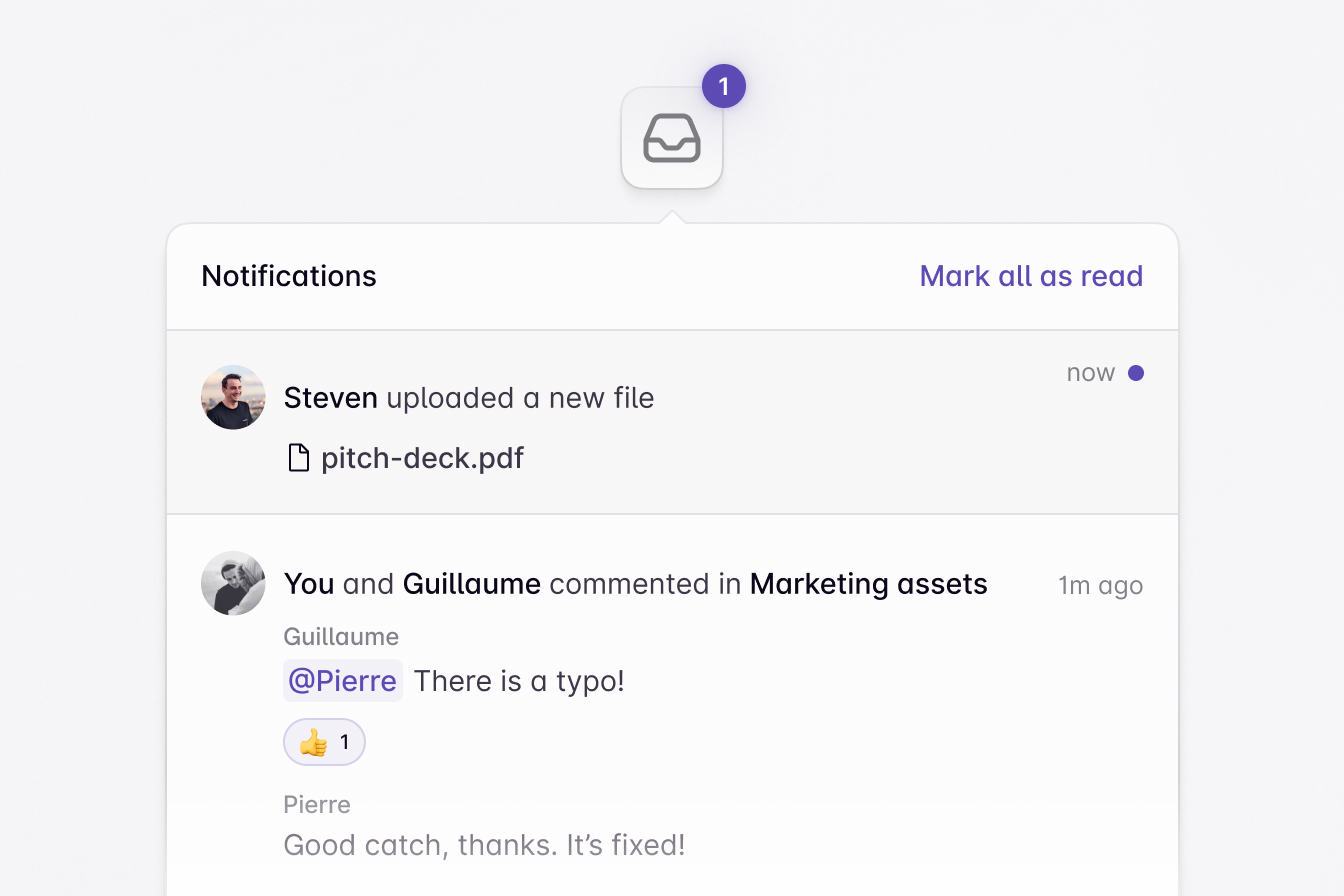 1
Notifications
Mark all as read
now
Steven uploaded a new file
pitch-deck.pdf
You and Guillaume commented in Marketing assets
1m ago
Guillaume
@Pierre There is a typo!
👍 1
Pierre
Good catch, thanks. It’s fixed!